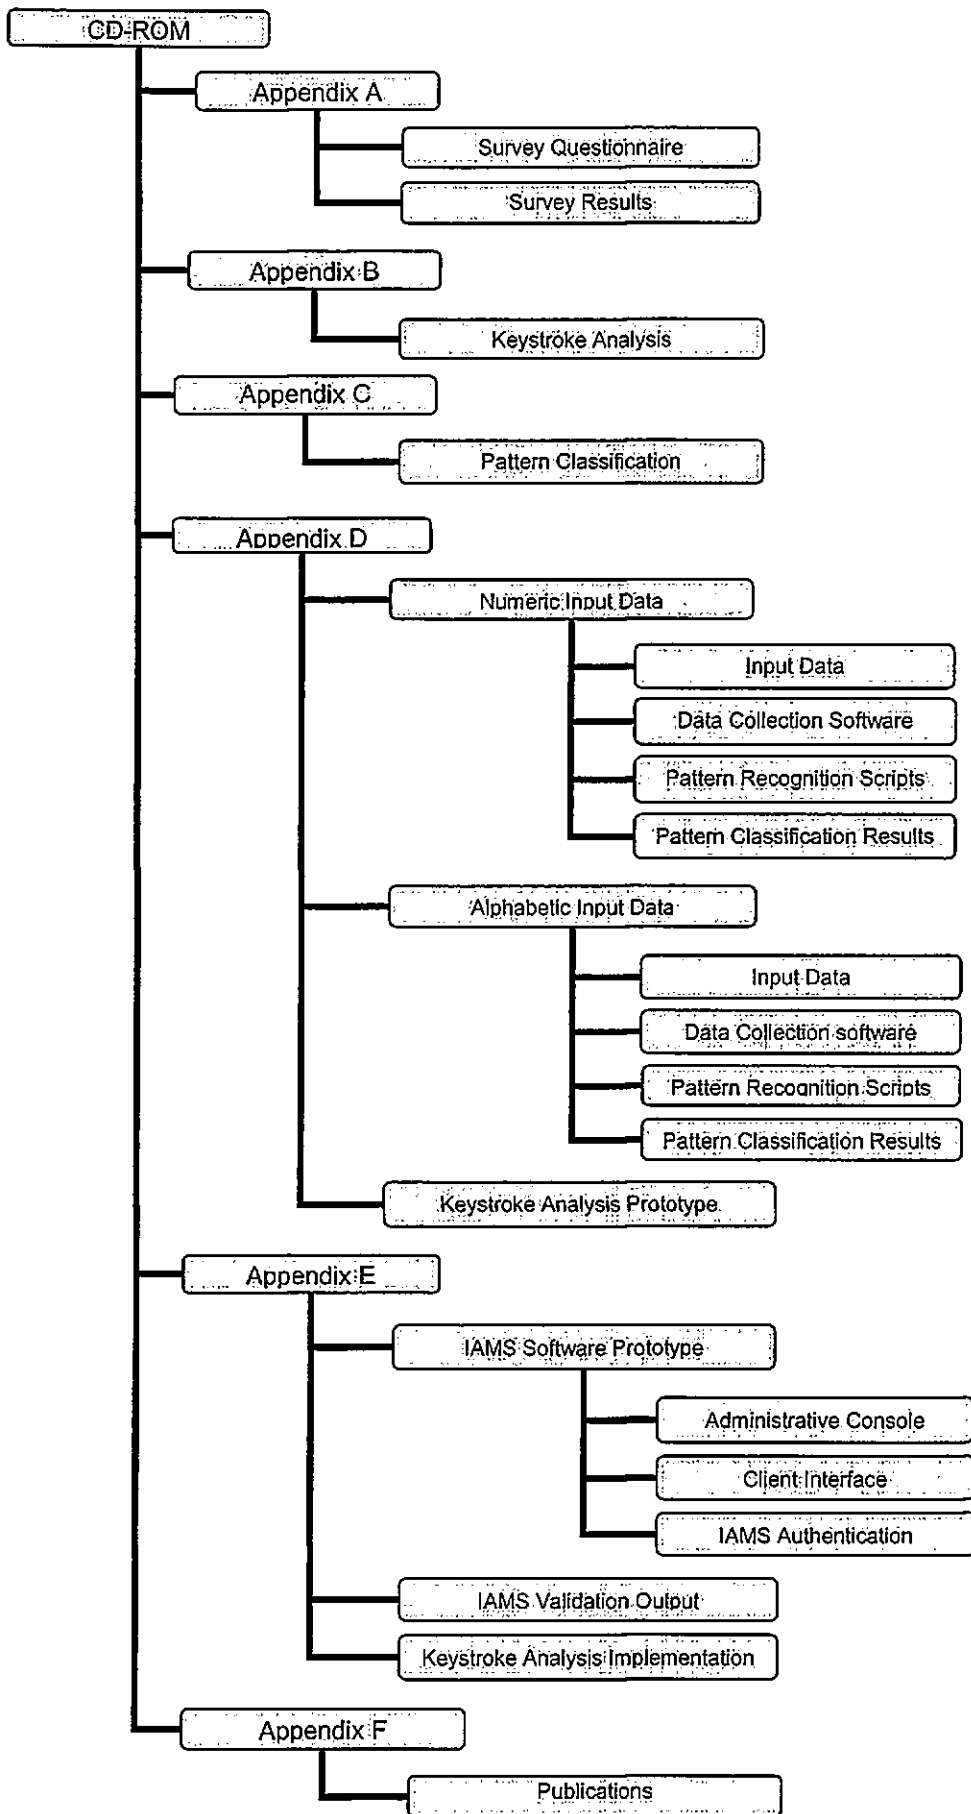 CD-ROM
Appendix A
Survey Questionnaire
Survey Results
Appendix B
Keystroke Analysis
Appendix C
Pattern Classification
Appendix D
Numeric Input Data
Input Data
Data Collection Software
Pattern Recognition Scripts
Pattern Classification Results
Alphabetic Input Data
Input Data
Data Collection software
Pattern Recognition Scripts
Pattern Classification Results
Keystroke Analysis Prototype
Appendix E
IAMS Software Prototype
Administrative Console
Client Interface
IAMS Authentication
IAMS Validation Output
Keystroke Analysis Implementation
Appendix F
Publications